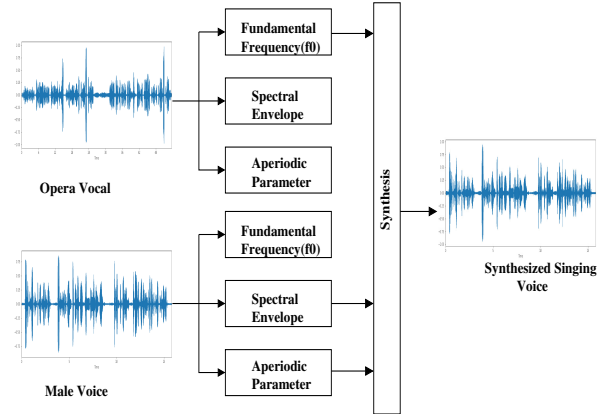 Fundamental
Frequency(f0)
Spectral
Envelope
Aperiodic
Parameter
Opera Vocal
Fundamental
Frequency(f0)
Spectral
Envelope
Aperiodic
Parameter
Male Voice
Synthesis
Synthesized Singing
Voice